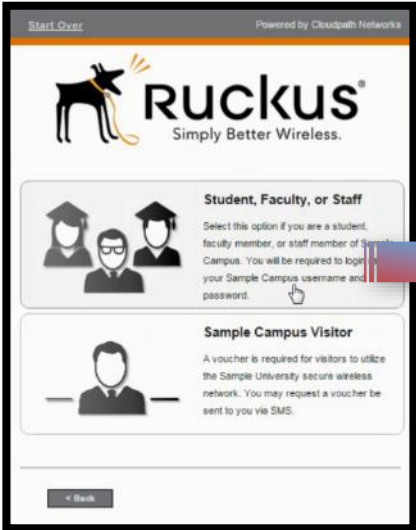 Start Over
Powered by Cloudpath Networks
RUCKUS®
Simply Better Wireless.
Student, Faculty, or Staff
Select this option if you are a student,
faculty member, or staff member of
Campus. You will be required to login
your Sample Campus username and
password.
Sample Campus Visitor
A voucher is required for visitors to utilize
the Sample University secure wireless
network. You may request a voucher be
sent to you via SMS.
< Back